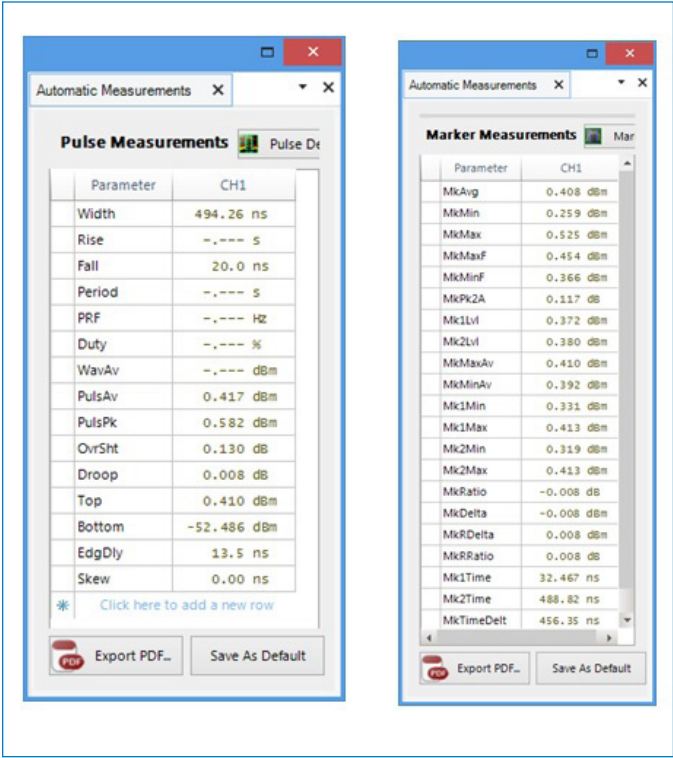 Automatic Measurements
Pulse Measurements Pulse De
Parameter CH1
Width 494.26 ns
Rise -.--- s
Fall 20.0 ns
Period -.--- s
PRF -.--- Hz
Duty -.--- %
WavAv -.--- dBm
PulsAv 0.417 dBm
PulsPk 0.582 dBm
OvrSht 0.130 dB
Droop 0.008 dB
Top 0.410 dBm
Bottom -52.486 dBm
EdgDly 13.5 ns
Skew 0.00 ns
Click here to add a new row
PDF Export PDF... Save As Default
Automatic Measurements
Marker Measurements Mar
Parameter CH1
MkAvg 0.408 dBm
MkMin 0.259 dBm
MkMax 0.525 dBm
MkMaxF 0.454 dBm
MkMinF 0.366 dBm
MkPk2A 0.117 dB
Mk1Lvl 0.372 dBm
Mk2Lvl 0.380 dBm
MkMaxAv 0.410 dBm
MkMinAv 0.392 dBm
Mk1Min 0.331 dBm
Mk1Max 0.413 dBm
Mk2Min 0.319 dBm
Mk2Max 0.413 dBm
MkRatio -0.008 dB
MkDelta -0.008 dBm
MkRDelta 0.008 dBm
MkRRatio 0.008 dB
Mk1Time 32.467 ns
Mk2Time 488.82 ns
MkTimeDelt 456.35 ns
PDF Export PDF... Save As Default